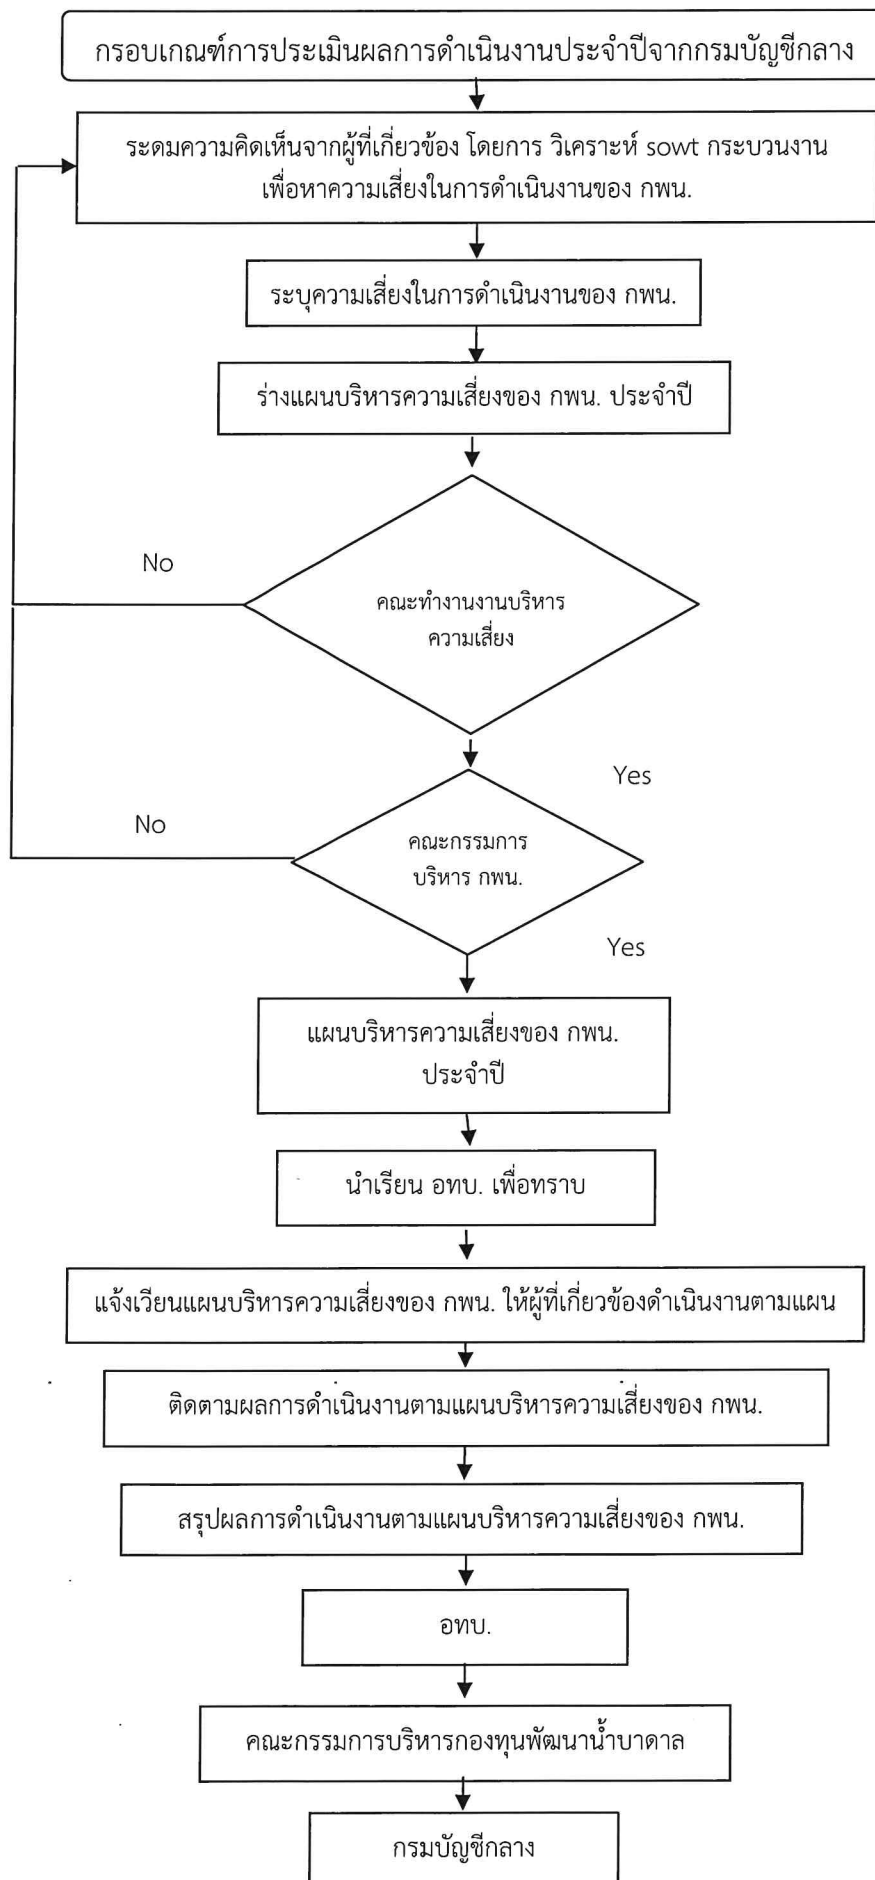 กรอบเกณฑ์การประเมินผลการดำเนินงานประจำปีจากกรมบัญชีกลาง
ระดมความคิดเห็นจากผู้ที่เกี่ยวข้อง โดยการ วิเคราะห์ sowt กระบวนงาน
เพื่อหาความเสี่ยงในการดำเนินงานของ กพน.
ระบุความเสี่ยงในการดำเนินงานของ กพน.
ร่างแผนบริหารความเสี่ยงของ กพน. ประจำปี
No
คณะทำงานงานบริหาร
ความเสี่ยง
Yes
No
คณะกรรมการ
บริหาร กพน.
Yes
แผนบริหารความเสี่ยงของ กพน.
ประจำปี
นำเรียน อทบ. เพื่อทราบ
แจ้งเวียนแผนบริหารความเสี่ยงของ กพน. ให้ผู้ที่เกี่ยวข้องดำเนินงานตามแผน
ติดตามผลการดำเนินงานตามแผนบริหารความเสี่ยงของ กพน.
สรุปผลการดำเนินงานตามแผนบริหารความเสี่ยงของ กพน.
อทบ.
คณะกรรมการบริหารกองทุนพัฒนาน้ำบาดาล
กรมบัญชีกลาง